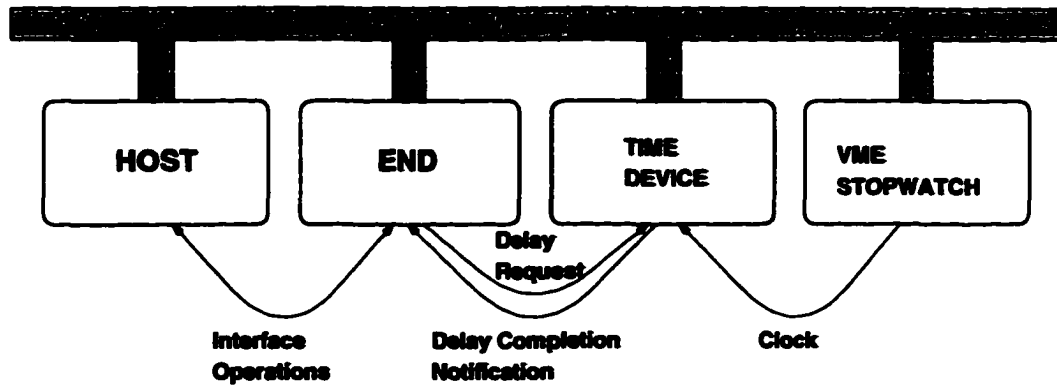 HOST
END
TIME
DEVICE
VME
STOPWATCH
Delay
Request
Interface
Operations
Delay Completion
Notification
Clock